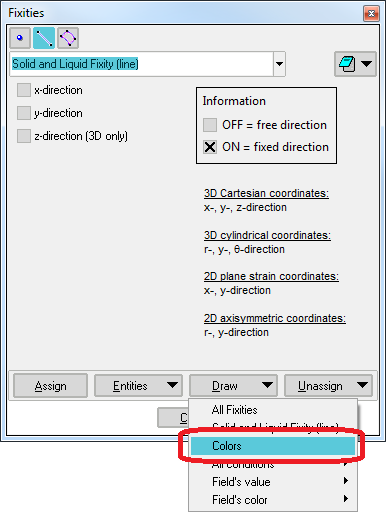 Fixities
Solid and Liquid Fixity (line)
x-direction
y-direction
z-direction (3D only)
Information
OFF = free direction
ON = fixed direction
3D Cartesian coordinates:
x-, y-, z-direction
3D cylindrical coordinates:
r-, y-, θ-direction
2D plane strain coordinates:
x-, y-direction
2D axisymmetric coordinates:
r-, y-direction
Assign
Entities
Draw
Unassign
All Fixities
Solid and Liquid Fixity (line)
Colors
All conditions
Field's value
Field's color